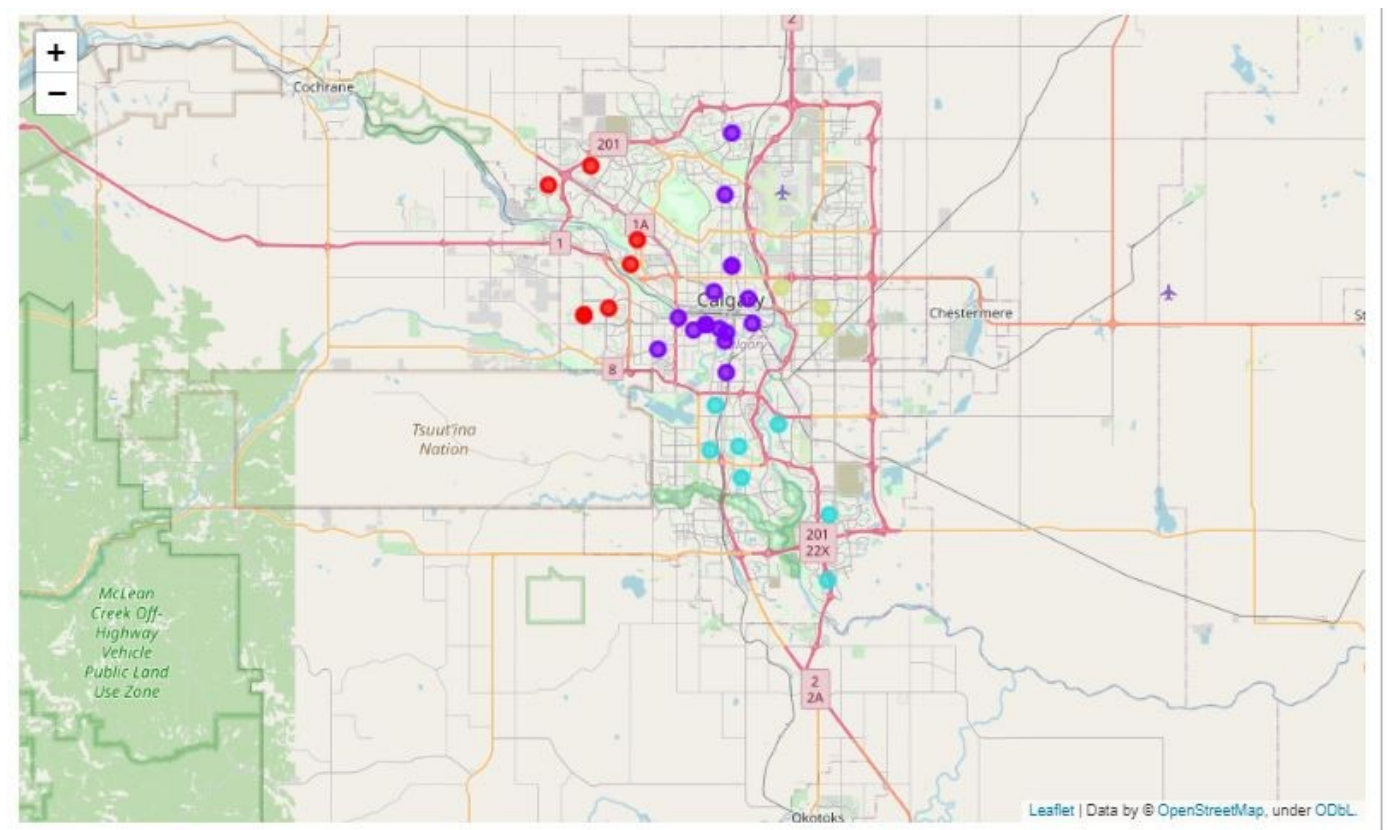 2
+
−
Cochrane
201
1A
1
Calgary
Chestermere
8
Tsuut'ina
Nation
201
22X
McLean
Creek Off-
Highway
Vehicle
Public Land
Use Zone
2
2A
Leaflet | Data by © OpenStreetMap, under ODbL.
Okotoks